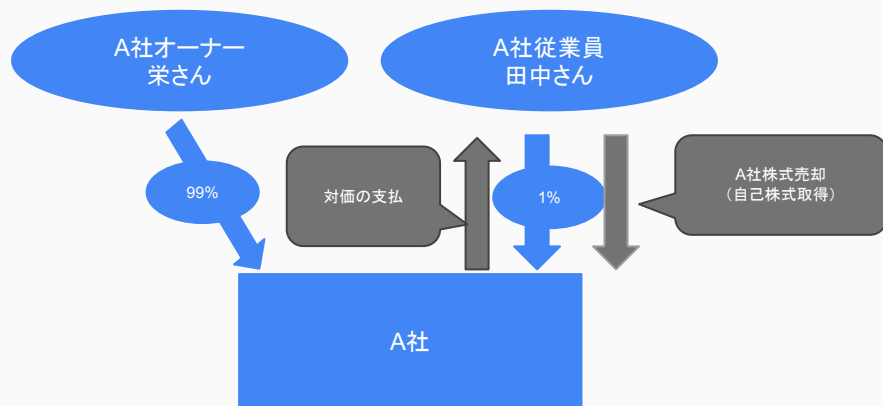 A社オーナー
栄さん
A社従業員
田中さん
99%
対価の支払
1%
A社株式売却
（自己株式取得）
A社